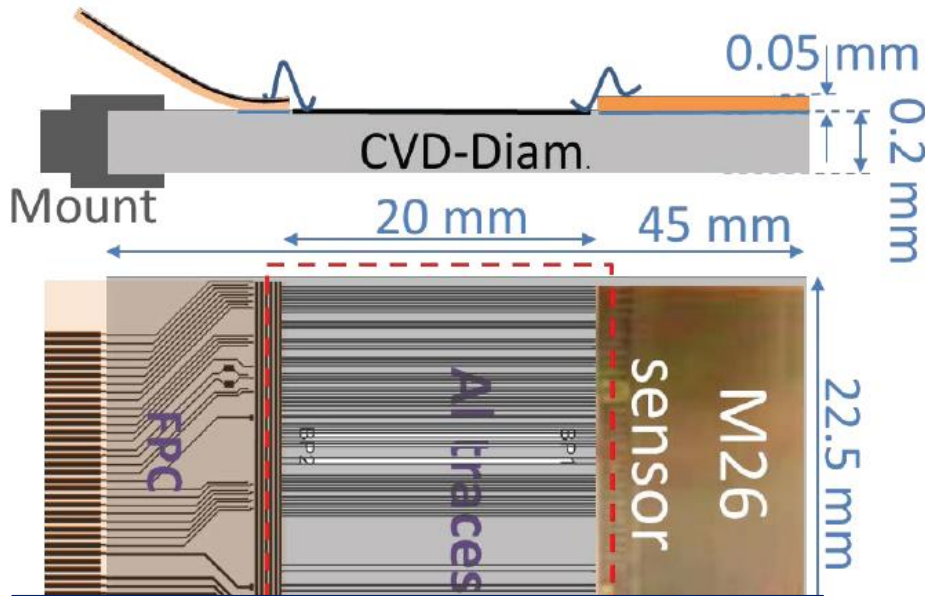 0.05 mm
CVD-Diam.
0.2 mm
Mount
20 mm
45 mm
FPC
BP2
Al traces
BP1
sensor
M26
22.5 mm